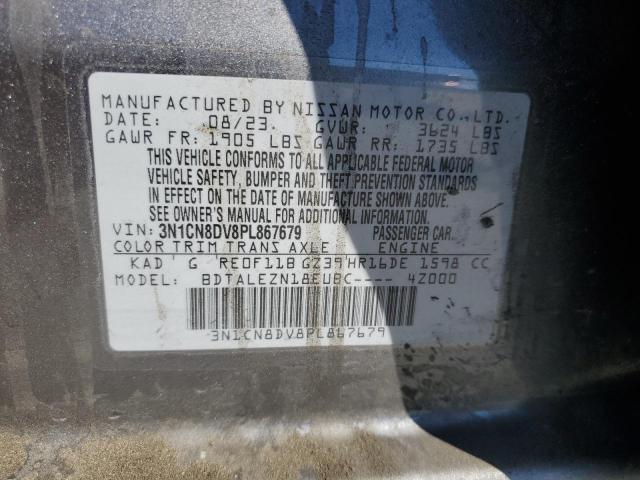 MANUFACTURED BY NISSAN MOTOR CO.,LTD.
DATE: 08/23 GVWR: 3624 LBS
GAWR FR: 1905 LBS GAWR RR: 1735 LBS
THIS VEHICLE CONFORMS TO ALL APPLICABLE FEDERAL MOTOR
VEHICLE SAFETY, BUMPER AND THEFT PREVENTION STANDARDS
IN EFFECT ON THE DATE OF MANUFACTURE SHOWN ABOVE.
SEE OWNER'S MANUAL FOR ADDITIONAL INFORMATION.
VIN: 3N1CN8DV8PL867679 PASSENGER CAR
COLOR TRIM TRANS AXLE ENGINE
KAD G RE0F11B GZ39 HR16DE 1598 CC
MODEL: BDTALEZN18EUBC---- 4Z000
3N1CN8DV8PL867679